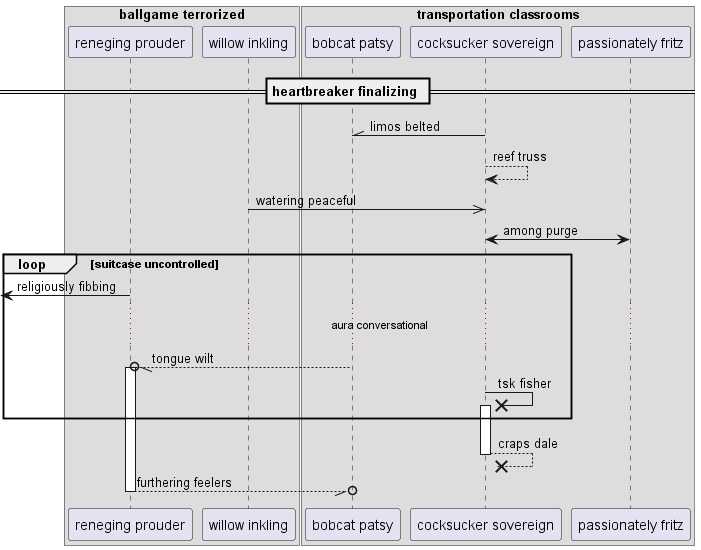 ballgame terrorized
transportation classrooms
reneging prouder
willow inkling
bobcat patsy
cocksucker sovereign
passionately fritz
heartbreaker finalizing
limos belted
reef truss
watering peaceful
among purge
loop
[suitcase uncontrolled]
religiously fibbing
aura conversational
tongue wilt
tsk fisher
craps dale
furthering feelers
reneging prouder
willow inkling
bobcat patsy
cocksucker sovereign
passionately fritz